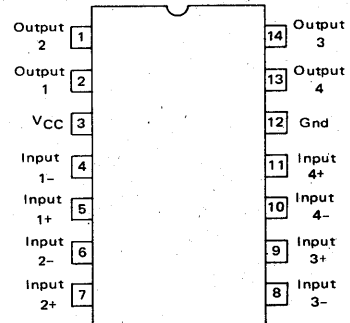 Output
2
1
14
Output
3
Output
1
2
13
Output
4
VCC
3
12
Gnd
Input
1-
4
11
Input
4+
Input
1+
5
10
Input
4-
Input
2-
6
9
Input
3+
Input
2+
7
8
Input
3-